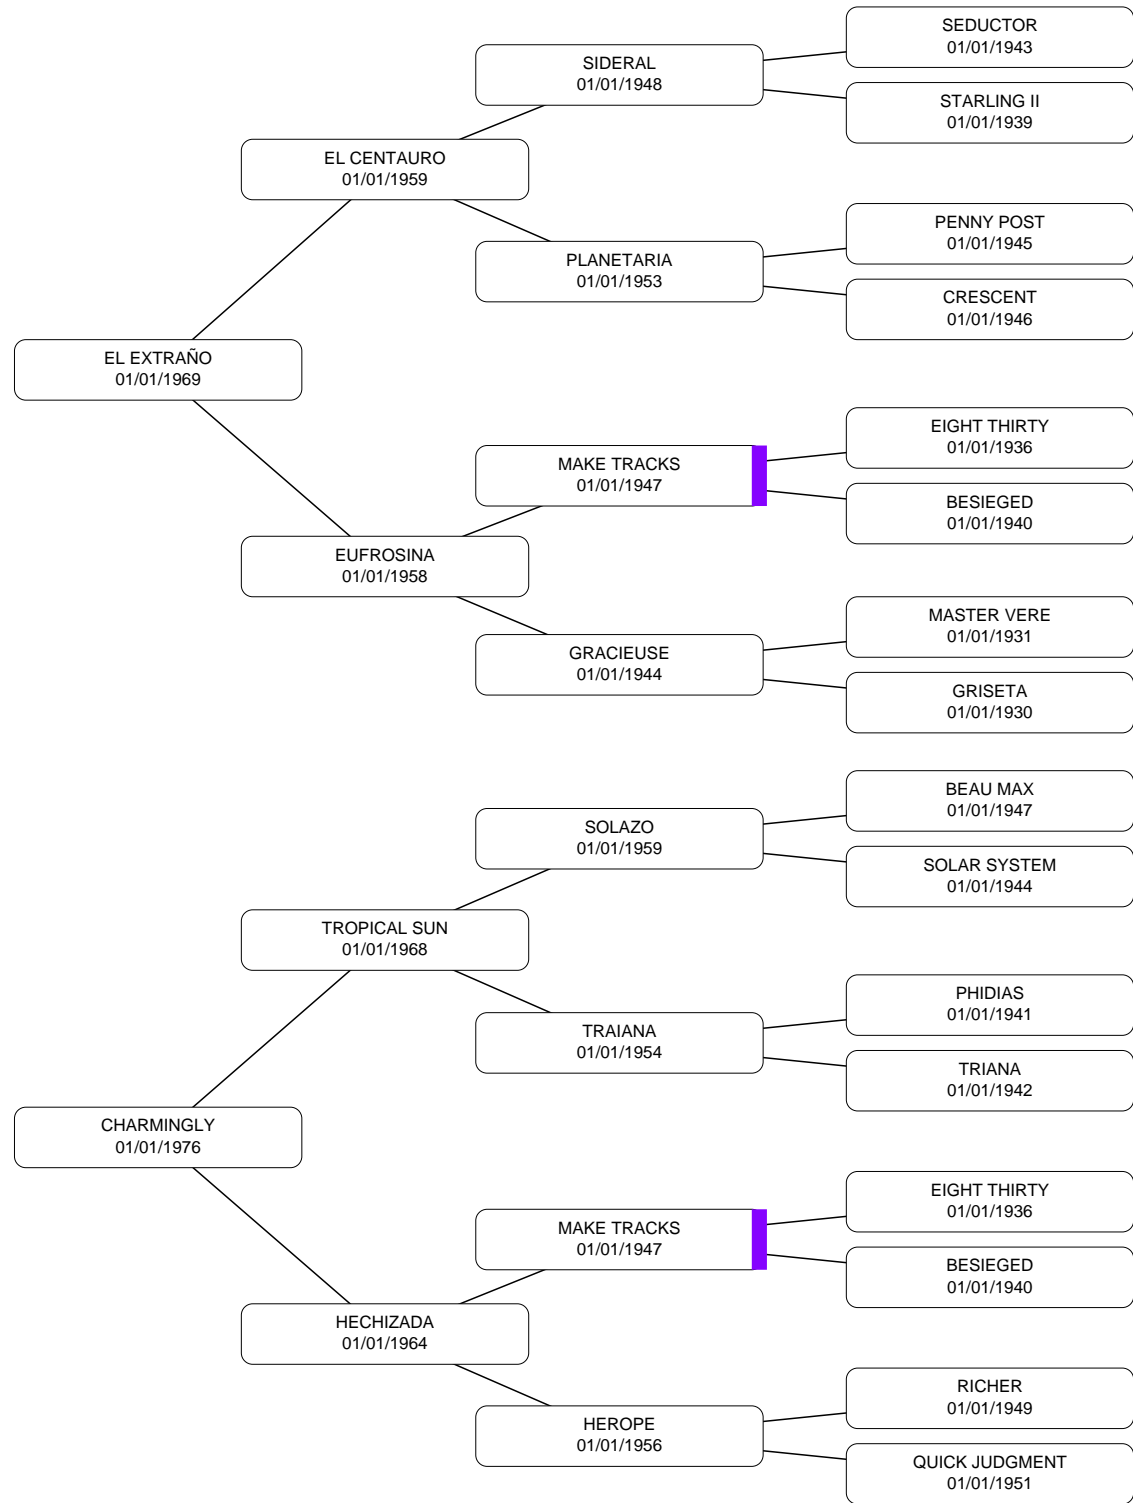 SEDUCTOR
01/01/1943
SIDERAL
01/01/1948
STARLING II
01/01/1939
EL CENTAURO
01/01/1959
PENNY POST
01/01/1945
PLANETARIA
01/01/1953
CRESCENT
01/01/1946
EL EXTRAÑO
01/01/1969
EIGHT THIRTY
01/01/1936
MAKE TRACKS
01/01/1947
BESIEGED
01/01/1940
EUFROSINA
01/01/1958
MASTER VERE
01/01/1931
GRACIEUSE
01/01/1944
GRISETA
01/01/1930
BEAU MAX
01/01/1947
SOLAZO
01/01/1959
SOLAR SYSTEM
01/01/1944
TROPICAL SUN
01/01/1968
PHIDIAS
01/01/1941
TRAIANA
01/01/1954
TRIANA
01/01/1942
CHARMINGLY
01/01/1976
EIGHT THIRTY
01/01/1936
MAKE TRACKS
01/01/1947
BESIEGED
01/01/1940
HECHIZADA
01/01/1964
RICHER
01/01/1949
HEROPE
01/01/1956
QUICK JUDGMENT
01/01/1951